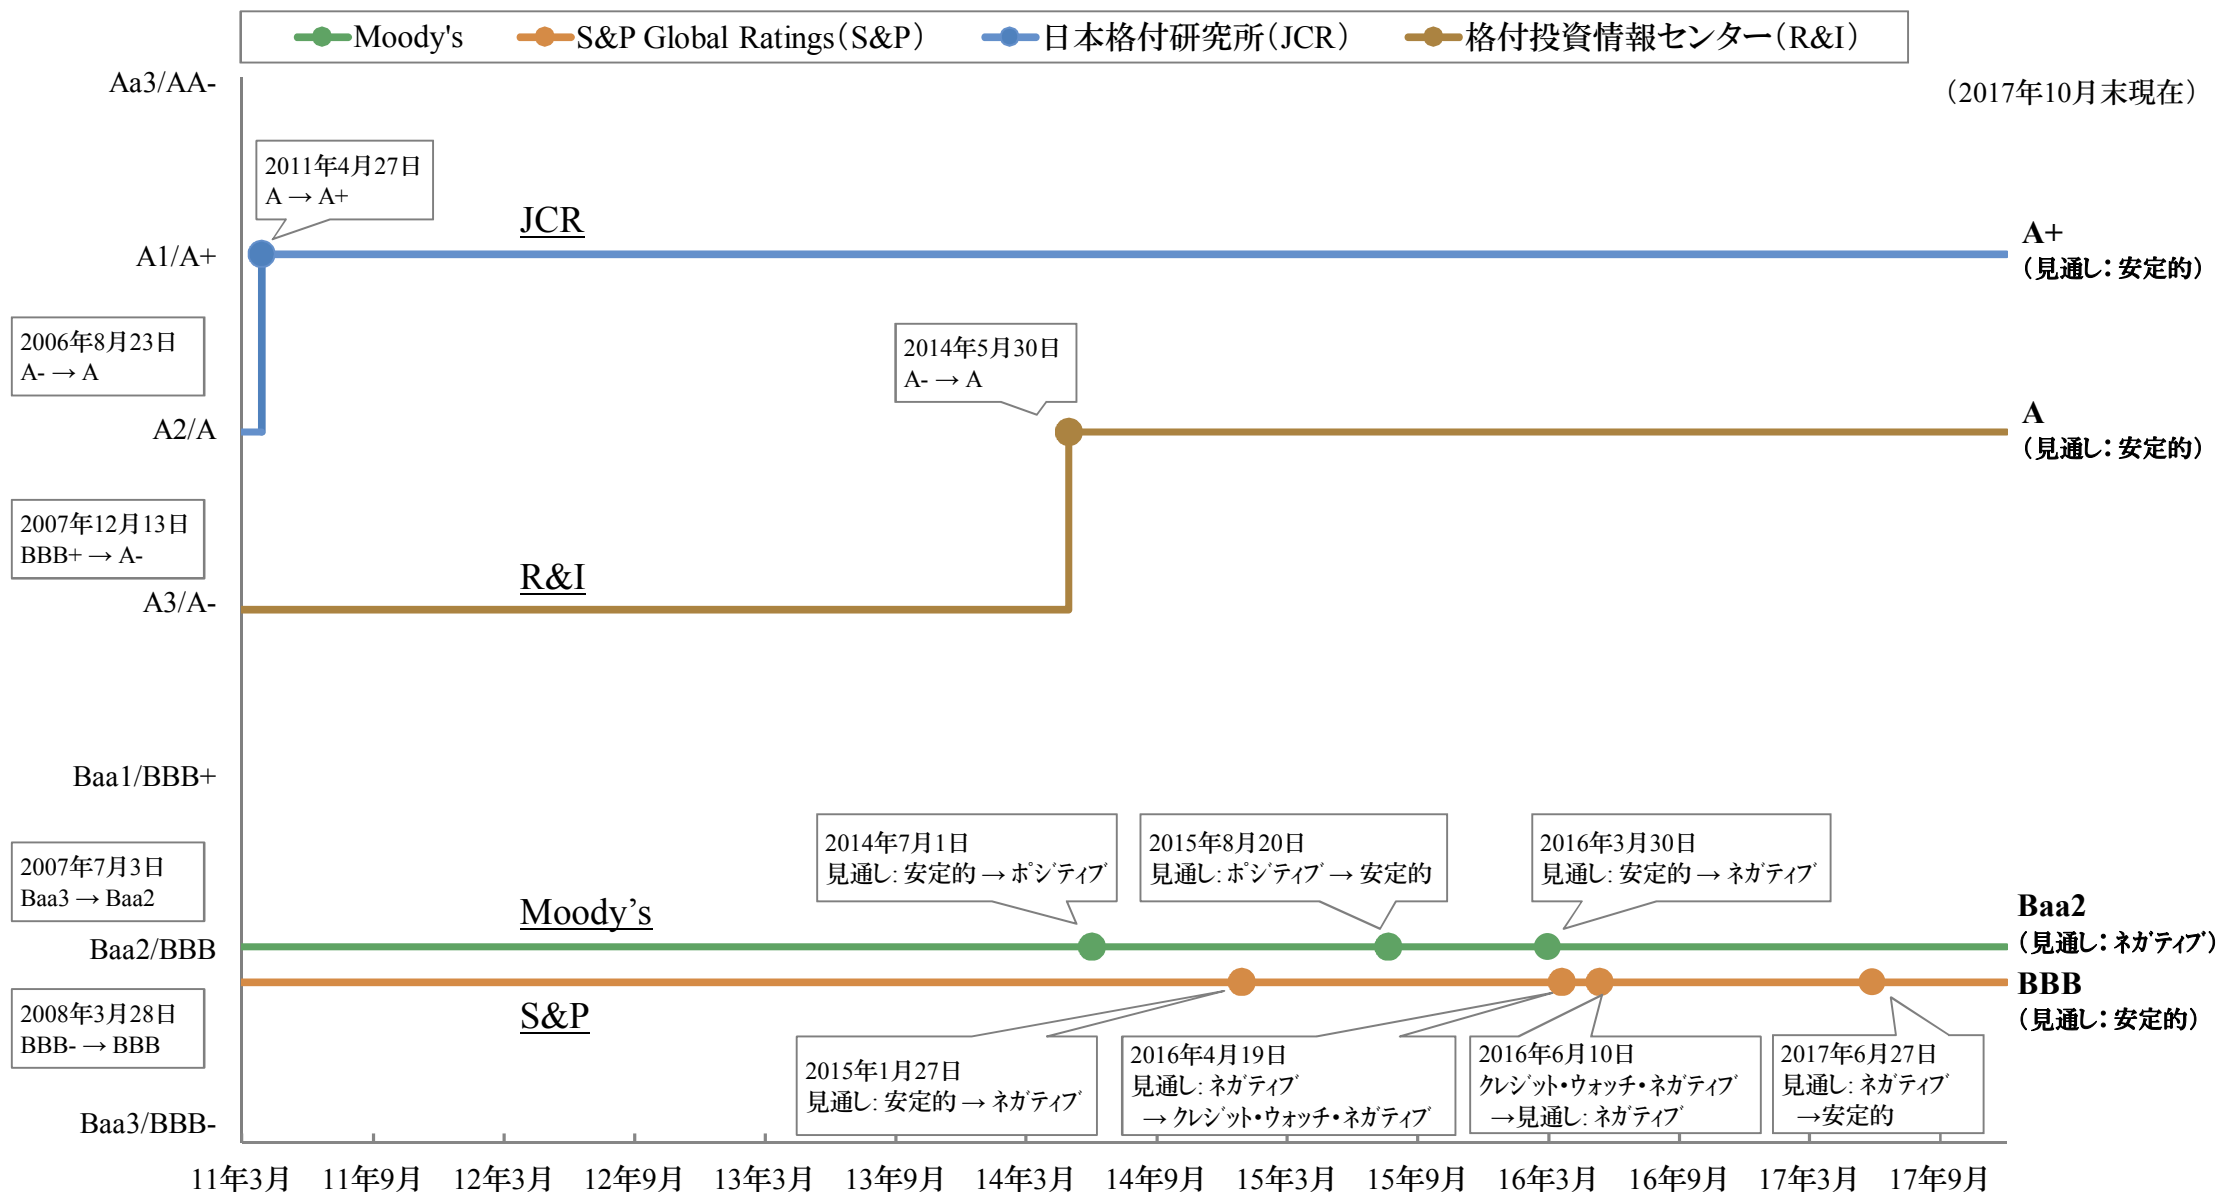 Moody's
S&P Global Ratings（S&P）
日本格付研究所（JCR）
格付投資情報センター（R&I）
（2017年10月末現在）
Aa3/AA-
2011年4月27日
A → A+
JCR
A1/A+
A+
（見通し：安定的）
2006年8月23日
A- → A
2014年5月30日
A- → A
A2/A
A
（見通し：安定的）
2007年12月13日
BBB+ → A-
R&I
A3/A-
Baa1/BBB+
2007年7月3日
Baa3 → Baa2
2014年7月1日
見通し: 安定的 → ポジティブ
2015年8月20日
見通し: ポジティブ → 安定的
2016年3月30日
見通し: 安定的 → ネガティブ
Moody’s
Baa2
（見通し：ネガティブ）
Baa2/BBB
BBB
（見通し：安定的）
2008年3月28日
BBB- → BBB
S&P
2015年1月27日
見通し: 安定的 → ネガティブ
2016年4月19日
見通し: ネガティブ
→ クレジット・ウォッチ・ネガティブ
2016年6月10日
クレジット・ウォッチ・ネガティブ
→見通し: ネガティブ
2017年6月27日
見通し: ネガティブ
→安定的
Baa3/BBB-
11年3月
11年9月
12年3月
12年9月
13年3月
13年9月
14年3月
14年9月
15年3月
15年9月
16年3月
16年9月
17年3月
17年9月